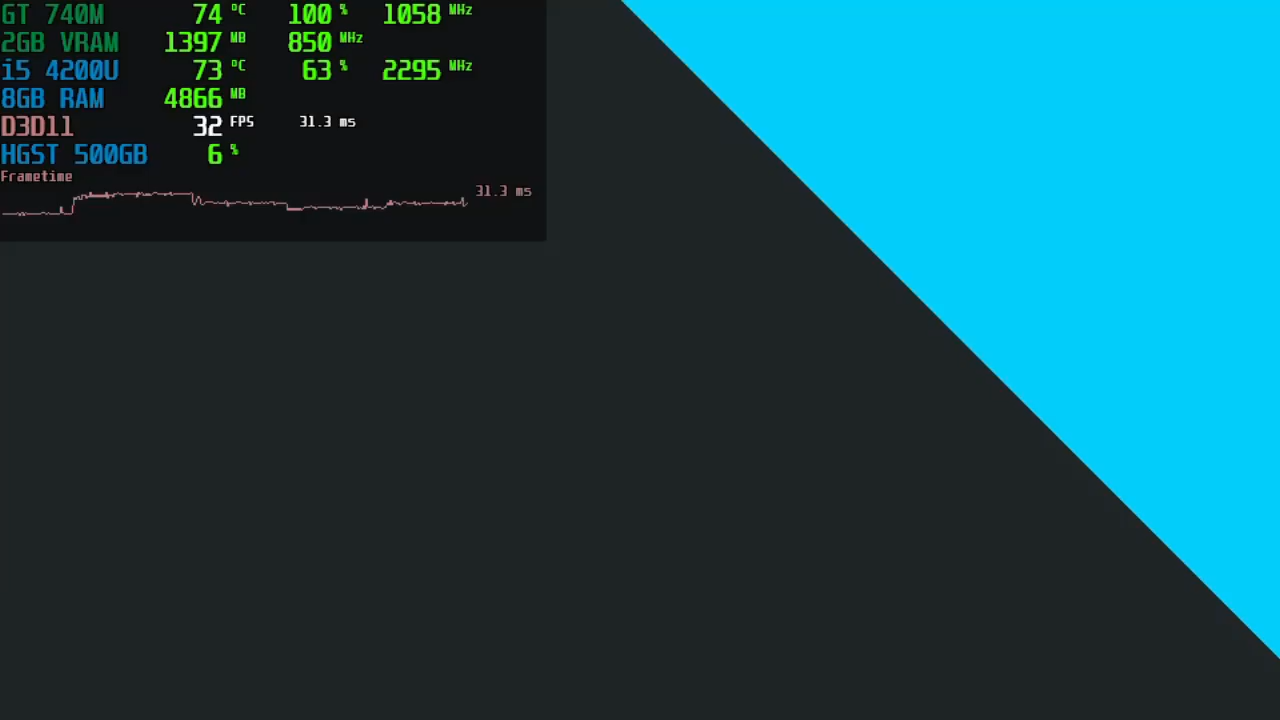 GT 740M 74 °C 100 % 1058 MHz
2GB VRAM 1397 MB 850 MHz
i5 4200U 73 °C 63 % 2295 MHz
8GB RAM 4866 MB
D3D11 32 FPS 31.3 ms
HGST 500GB 6 %
Frametime
31.3 ms